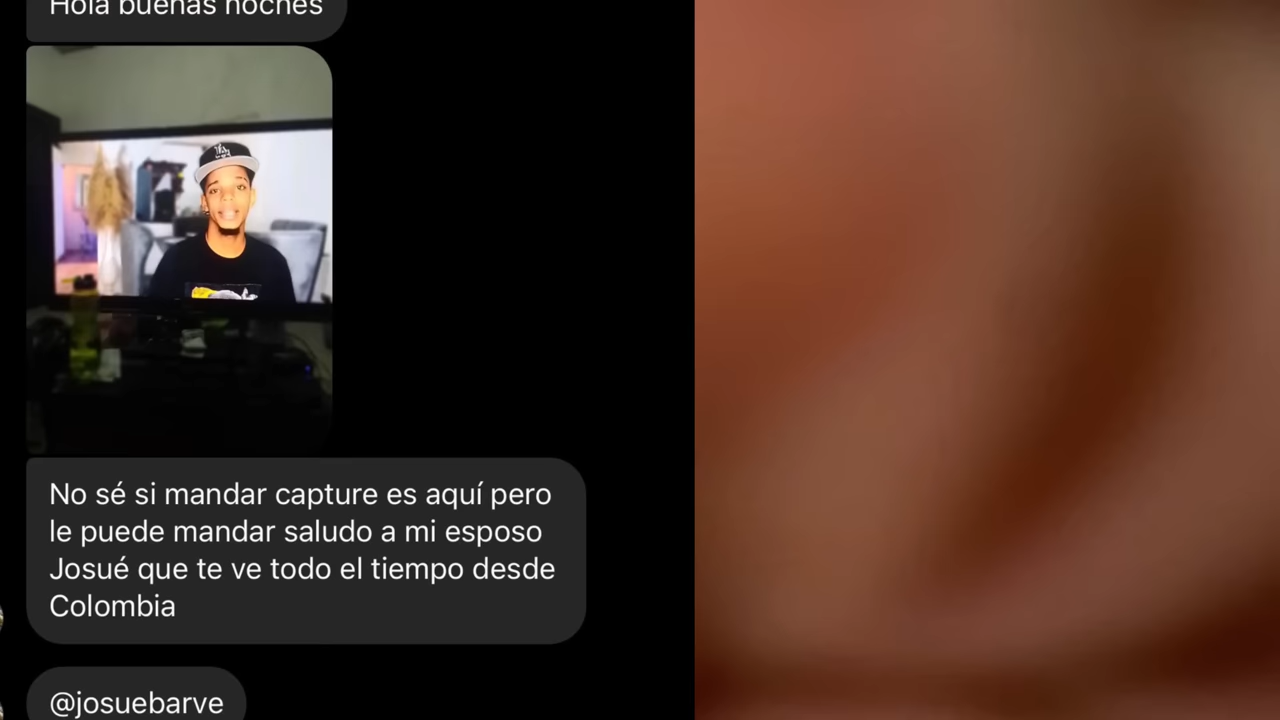 Hola buenas noches
No sé si mandar capture es aquí pero
le puede mandar saludo a mi esposo
Josué que te ve todo el tiempo desde
Colombia
@josuebarve